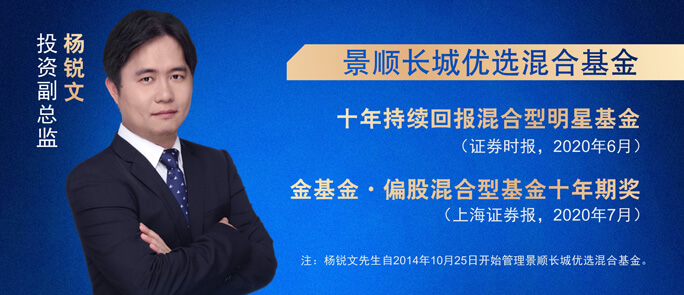 杨锐文
投资副总监
景顺长城优选混合基金
十年持续回报混合型明星基金
（证券时报，2020年6月）
金基金·偏股混合型基金十年期奖
（上海证券报，2020年7月）
注：杨锐文先生自2014年10月25日开始管理景顺长城优选混合基金。